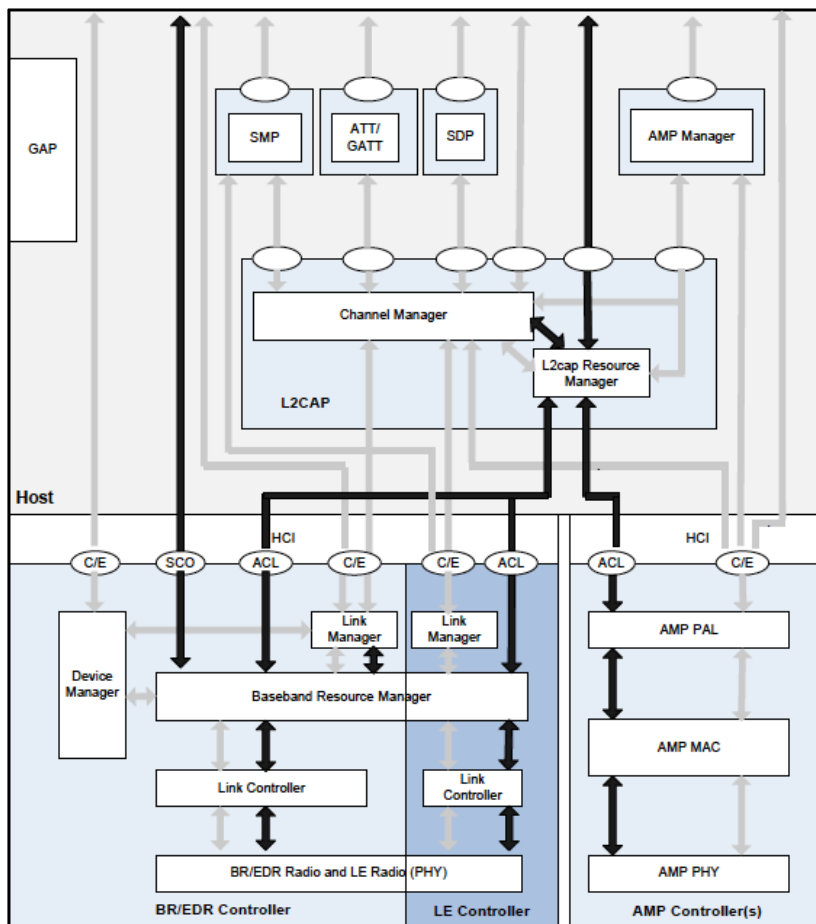 GAP
SMP
ATT/
GATT
SDP
AMP Manager
Channel Manager
L2cap Resource
Manager
L2CAP
Host
HCI
HCI
C/E
SCO
ACL
C/E
C/E
ACL
ACL
C/E
Device
Manager
Link
Manager
Link
Manager
AMP PAL
Baseband Resource Manager
AMP MAC
Link Controller
Link
Controller
BR/EDR Radio and LE Radio (PHY)
AMP PHY
BR/EDR Controller
LE Controller
AMP Controller(s)